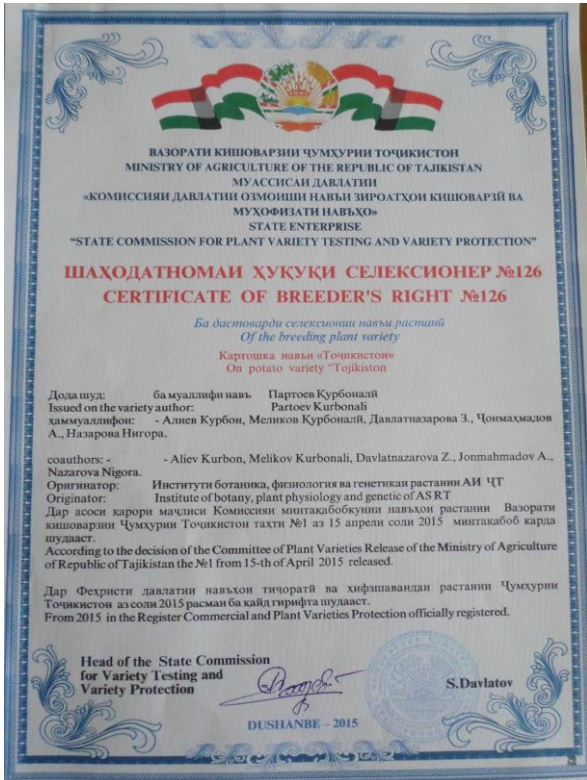 ВАЗОРАТИ КИШОВАРЗИИ ҶУМҲУРИИ ТОҶИКИСТОН
MINISTRY OF AGRICULTURE OF THE REPUBLIC OF TAJIKISTAN
МУАССИСАИ ДАВЛАТИИ
«КОМИССИЯИ ДАВЛАТИИ ОЗМОИШИ НАВЪИ ЗИРОАТҲОИ КИШОВАРЗӢ ВА
МУҲОФИЗАТИ НАВЪҲО»
STATE ENTERPRISE
“STATE COMMISSION FOR PLANT VARIETY TESTING AND VARIETY PROTECTION”
ШАҲОДАТНОМАИ ҲУҚУҚИ СЕЛЕКСИОНЕР №126
CERTIFICATE OF BREEDER'S RIGHT №126
Ба дастоварди селексионии навъи растанӣ
Of the breeding plant variety
Картошка навъи «Тоҷикистон»
On potato variety “Tojikiston
Дода шуд: ба муаллифи навъ Партоев Қурбоналӣ
Issued on the variety author: Partoev Kurbonali
ҳаммуаллифон: - Алиев Қурбон, Меликов Қурбоналӣ, Давлатназарова З., Ҷонмаҳмадов
А., Назарова Нигора.
coauthors: - - Aliev Kurbon, Melikov Kurbonali, Davlatnazarova Z., Jonmahmadov A.,
Nazarova Nigora.
Оригинатор: Институти ботаника, физиология ва генетикаи растании АИ ҶТ
Originator: Institute of botany, plant physiology and genetic of AS RT
Дар асоси қарори маҷлиси Комиссияи минтақабобкунии навъҳои растании Вазорати
кишоварзии Ҷумҳурии Тоҷикистон таҳти №1 аз 15 апрели соли 2015 минтақабоб карда
шудааст.
According to the decision of the Committee of Plant Varieties Release of the Ministry of Agriculture
of Republic of Tajikistan the №1 from 15-th of April 2015 released.
Дар Феҳристи давлатии навъҳои тиҷоратӣ ва ҳифзшавандаи растании Ҷумҳурии
Тоҷикистон аз соли 2015 расман ба қайд гирифта шудааст.
From 2015 in the Register Commercial and Plant Varieties Protection officially registered.
Head of the State Commission
for Variety Testing and
Variety Protection
S.Davlatov
DUSHANBE – 2015